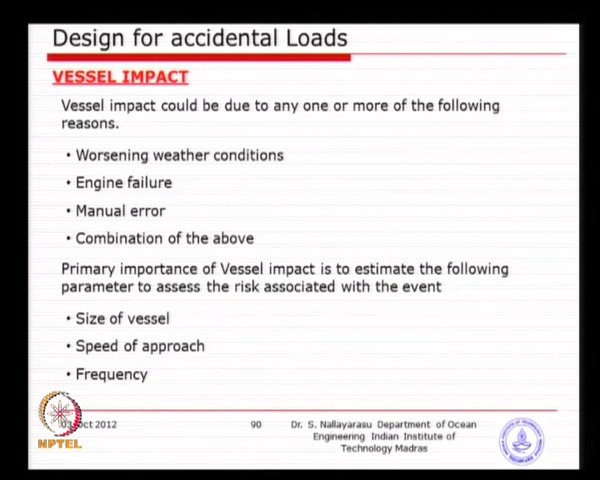 Design for accidental Loads
VESSEL IMPACT
Vessel impact could be due to any one or more of the following
reasons.
• Worsening weather conditions
• Engine failure
• Manual error
• Combination of the above
Primary importance of Vessel impact is to estimate the following
parameter to assess the risk associated with the event
• Size of vessel
• Speed of approach
• Frequency
Oct 2012
90
Dr. S. Nallayarasu Department of Ocean
Engineering Indian Institute of
Technology Madras
NPTEL